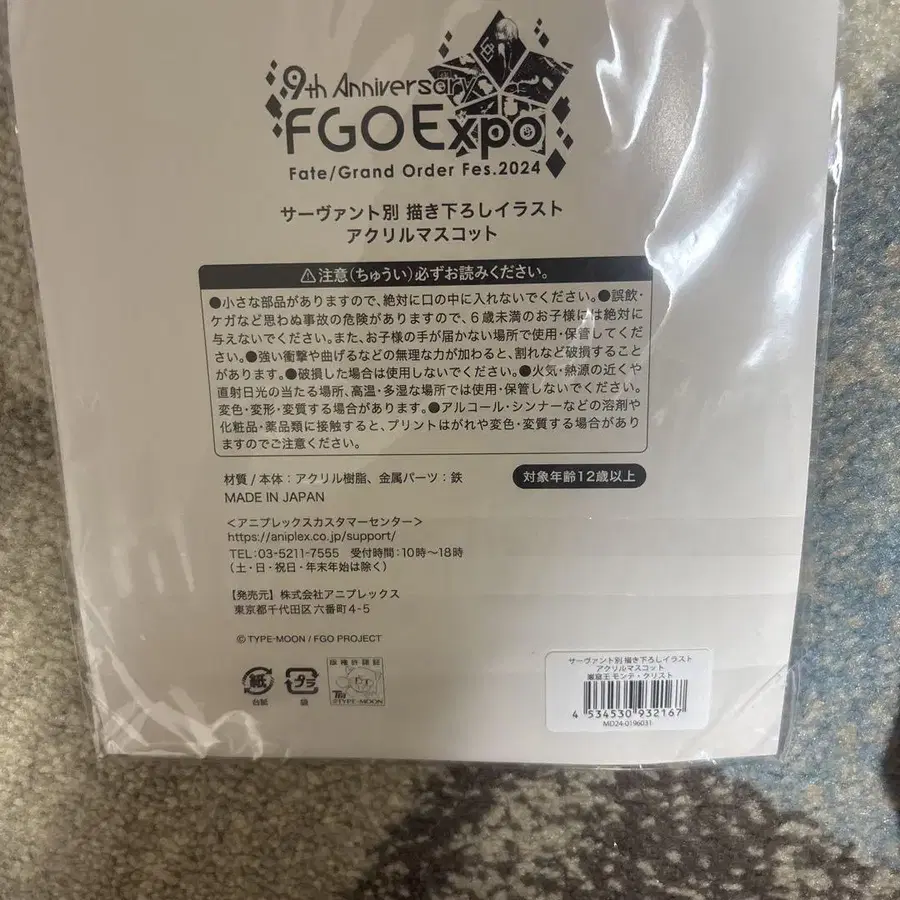 9th Anniversary
FGO Expo
Fate/Grand Order Fes.2024
サーヴァント別 描き下ろしイラスト
アクリルマスコット
⚠注意(ちゅうい)必ずお読みください。
●小さな部品がありますので、絶対に口の中に入れないでください。●誤飲・
ケガなど思わぬ事故の危険がありますので、6歳未満のお子様には絶対に
与えないでください。また、お子様の手が届かない場所で使用・保管してくだ
さい。●強い衝撃や曲げるなどの無理な力が加わると、割れなど破損すること
があります。●破損した場合は使用しないでください。●火気・熱源の近くや
直射日光の当たる場所、高温・多湿な場所では使用・保管しないでください。
変色・変形・変質する場合があります。●アルコール・シンナーなどの溶剤や
化粧品・薬品類に接触すると、プリントはがれや変色・変質する場合があり
ますのでご注意ください。
材質/本体:アクリル樹脂、金属パーツ:鉄
対象年齢12歳以上
MADE IN JAPAN
<アニプレックスカスタマーセンター>
https://aniplex.co.jp/support/
TEL:03-5211-7555 受付時間:10時〜18時
(土・日・祝日・年末年始は除く)
【発売元】株式会社アニプレックス
東京都千代田区六番町4-5
© TYPE-MOON / FGO PROJECT
紙
台紙
プラ
袋
版権許諾証
©TYPE-MOON
サーヴァント別 描き下ろしイラスト
アクリルマスコット
巌窟王 モンテ・クリスト
4 534530 932167
MD24-0196031